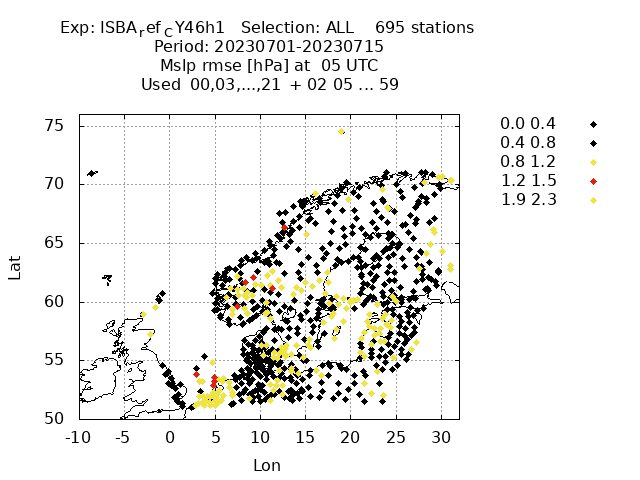 Exp: ISBArefCY46h1 Selection: ALL 695 stations
Period: 20230701-20230715
Mslp rmse [hPa] at 05 UTC
Used 00,03,...,21 + 02 05 ... 59
0.0 0.4
0.4 0.8
0.8 1.2
1.2 1.5
1.9 2.3
75
70
65
60
55
50
Lat
-10 -5 0 5 10 15 20 25 30
Lon